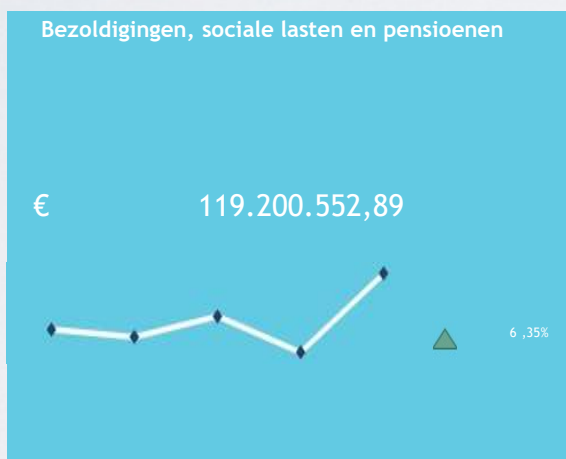 Bezoldigingen, sociale lasten en pensioenen
€ 119.200.552,89
6 ,35%